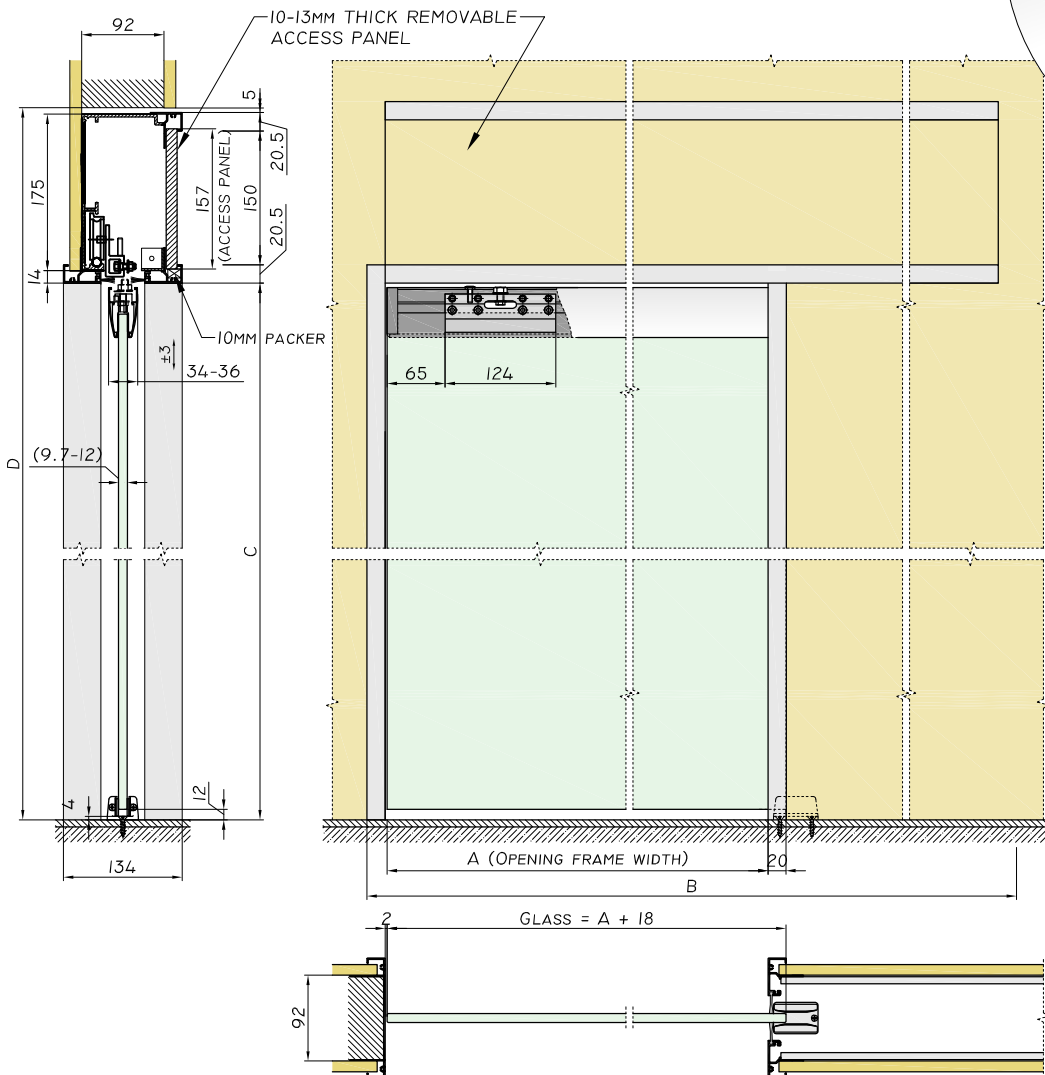 92
10-13MM THICK REMOVABLE
ACCESS PANEL
5
20.5
175
157
(ACCESS PANEL)
150
20.5
14
10MM PACKER
±3
34-36
65
124
(9.7-12)
D
C
4
12
134
A (OPENING FRAME WIDTH)
20
B
2
GLASS = A + 18
92